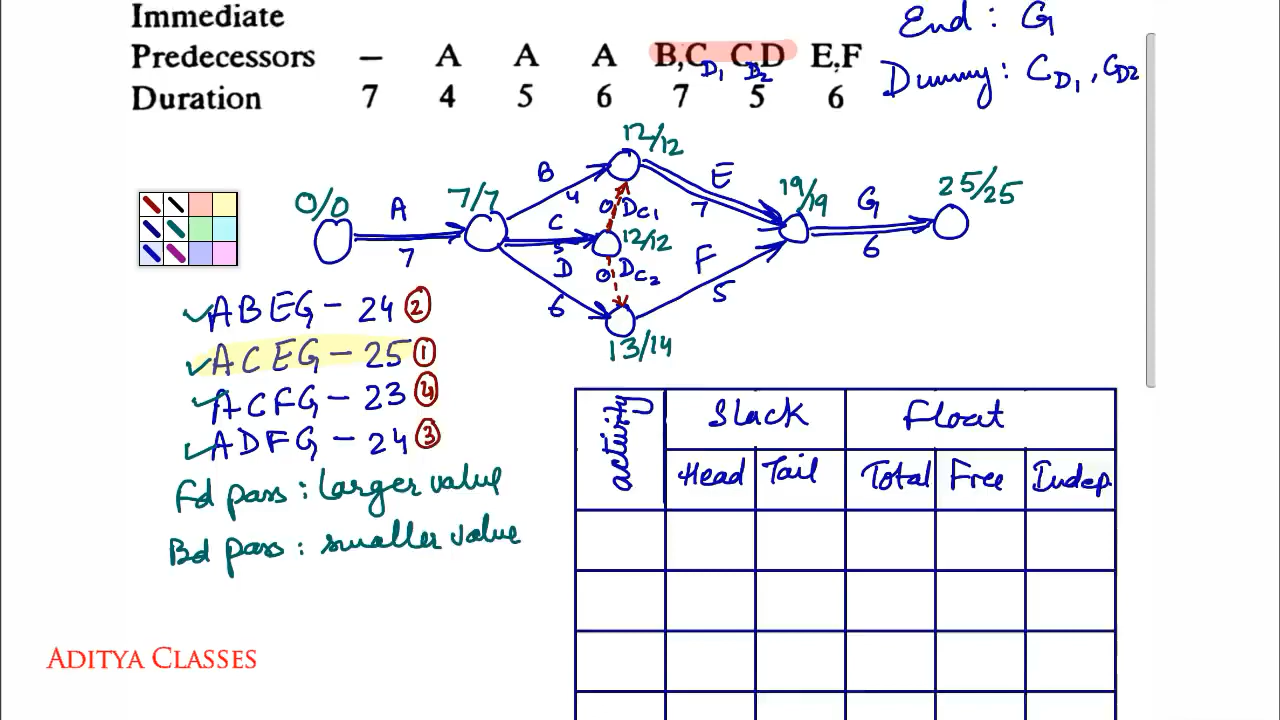 Immediate
Predecessors – A A A B,C C,D E,F
D1 D2
Duration 7 4 5 6 7 5 6
End : G
Dummy : CD1, CD2
0/0 A 7
7/7
B 4
C 5
D 6
12/12
0 DC1
12/12
0 DC2
13/14
E 7
F 5
19/19
G 6
25/25
ABEG – 24 2
ACEG – 25 1
ACFG – 23 4
ADFG – 24 3
Fd pass : larger value
Bd pass : smaller value
activity Slack Float
Head Tail Total Free Indep.
ADITYA CLASSES